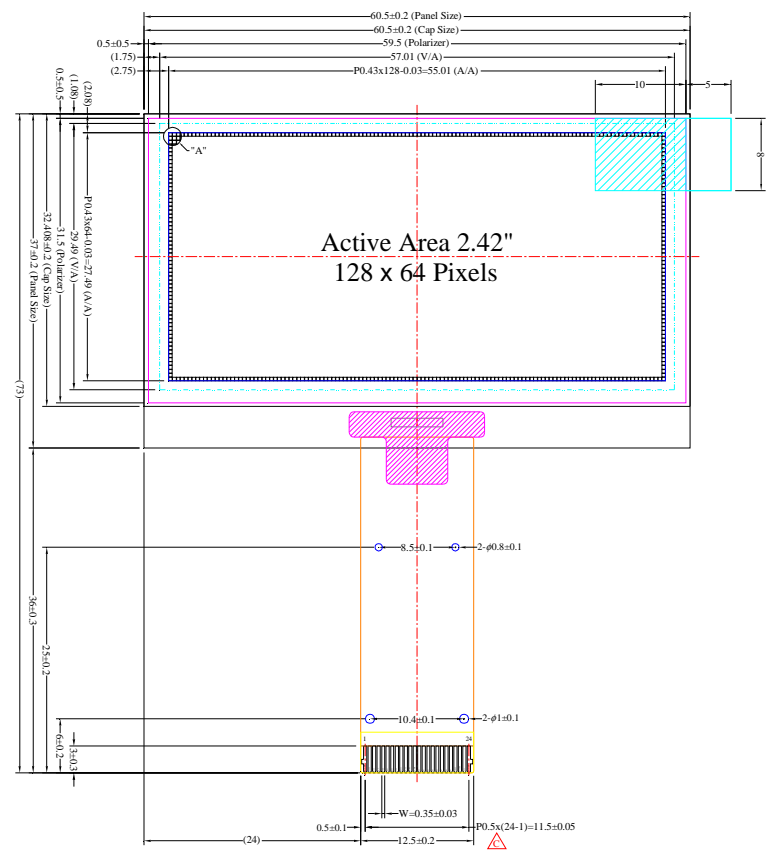 60.5±0.2 (Panel Size)
60.5±0.2 (Cap Size)
0.5±0.5
59.5 (Polarizer)
(1.75)
57.01 (V/A)
(2.75)
P0.43x128-0.03=55.01 (A/A)
10
5
8
0.5±0.5
(1.08)
(2.08)
"A"
Active Area 2.42"
128 x 64 Pixels
P0.43x64-0.03=27.49 (A/A)
29.49 (V/A)
31.5 (Polarizer)
32.408±0.2 (Cap Size)
37±0.2 (Panel Size)
(73)
8.5±0.1
2-ϕ0.8±0.1
36±0.3
25±0.2
10.4±0.1
2-ϕ1±0.1
6±0.2
3±0.3
1
24
W=0.35±0.03
0.5±0.1
P0.5x(24-1)=11.5±0.05
(24)
12.5±0.2
C